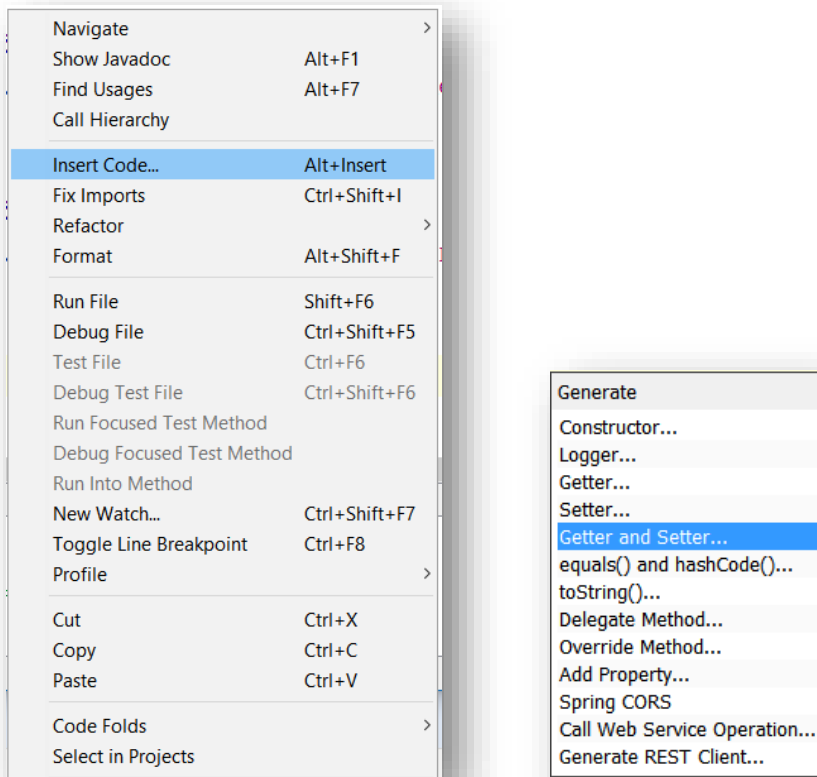 Navigate >
Show Javadoc Alt+F1
Find Usages Alt+F7
Call Hierarchy
Insert Code... Alt+Insert
Fix Imports Ctrl+Shift+I
Refactor >
Format Alt+Shift+F
Run File Shift+F6
Debug File Ctrl+Shift+F5
Test File Ctrl+F6
Debug Test File Ctrl+Shift+F6
Run Focused Test Method
Debug Focused Test Method
Run Into Method
New Watch... Ctrl+Shift+F7
Toggle Line Breakpoint Ctrl+F8
Profile >
Cut Ctrl+X
Copy Ctrl+C
Paste Ctrl+V
Code Folds >
Select in Projects
Generate
Constructor...
Logger...
Getter...
Setter...
Getter and Setter...
equals() and hashCode()...
toString()...
Delegate Method...
Override Method...
Add Property...
Spring CORS
Call Web Service Operation...
Generate REST Client...